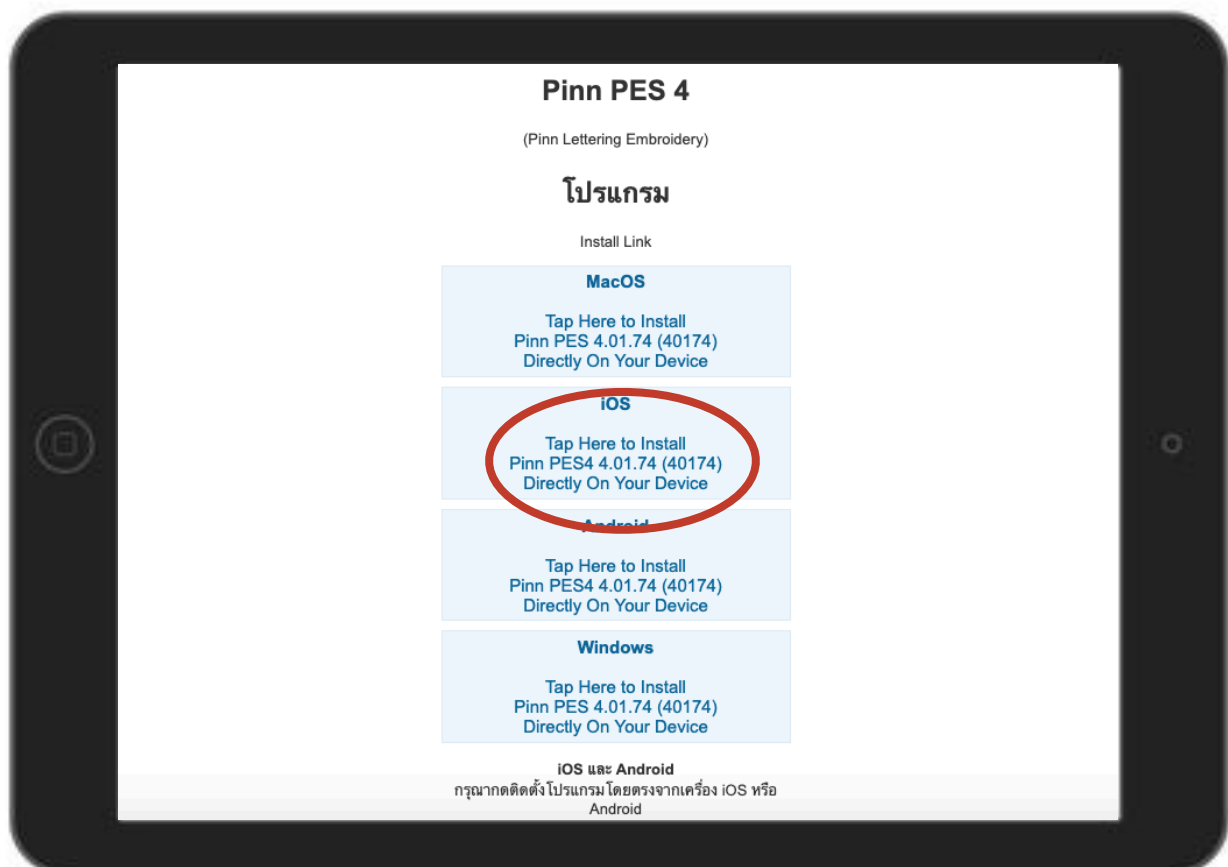 Pinn PES 4
(Pinn Lettering Embroidery)
โปรแกรม
Install Link
MacOS
Tap Here to Install
Pinn PES 4.01.74 (40174)
Directly On Your Device
iOS
Tap Here to Install
Pinn PES4 4.01.74 (40174)
Directly On Your Device
Android
Tap Here to Install
Pinn PES4 4.01.74 (40174)
Directly On Your Device
Windows
Tap Here to Install
Pinn PES 4.01.74 (40174)
Directly On Your Device
iOS และ Android
กรุณากดติดตั้งโปรแกรมโดยตรงจากเครื่อง iOS หรือ
Android